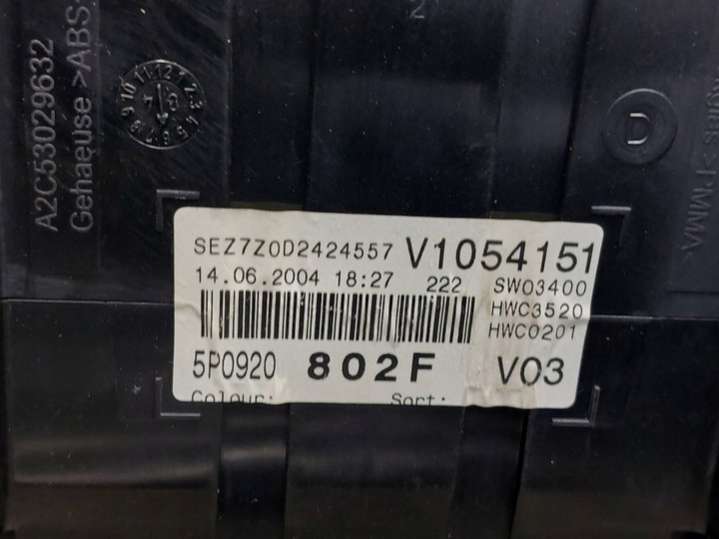 A2C53029632
Gehaeuse >ABS
D
>PMMA<
SEZ7Z0D2424557 V1054151
14.06.2004 18:27 222 SW03400
HWC3520
HWC0201
5P0920 802F V03
Colour: Sort: